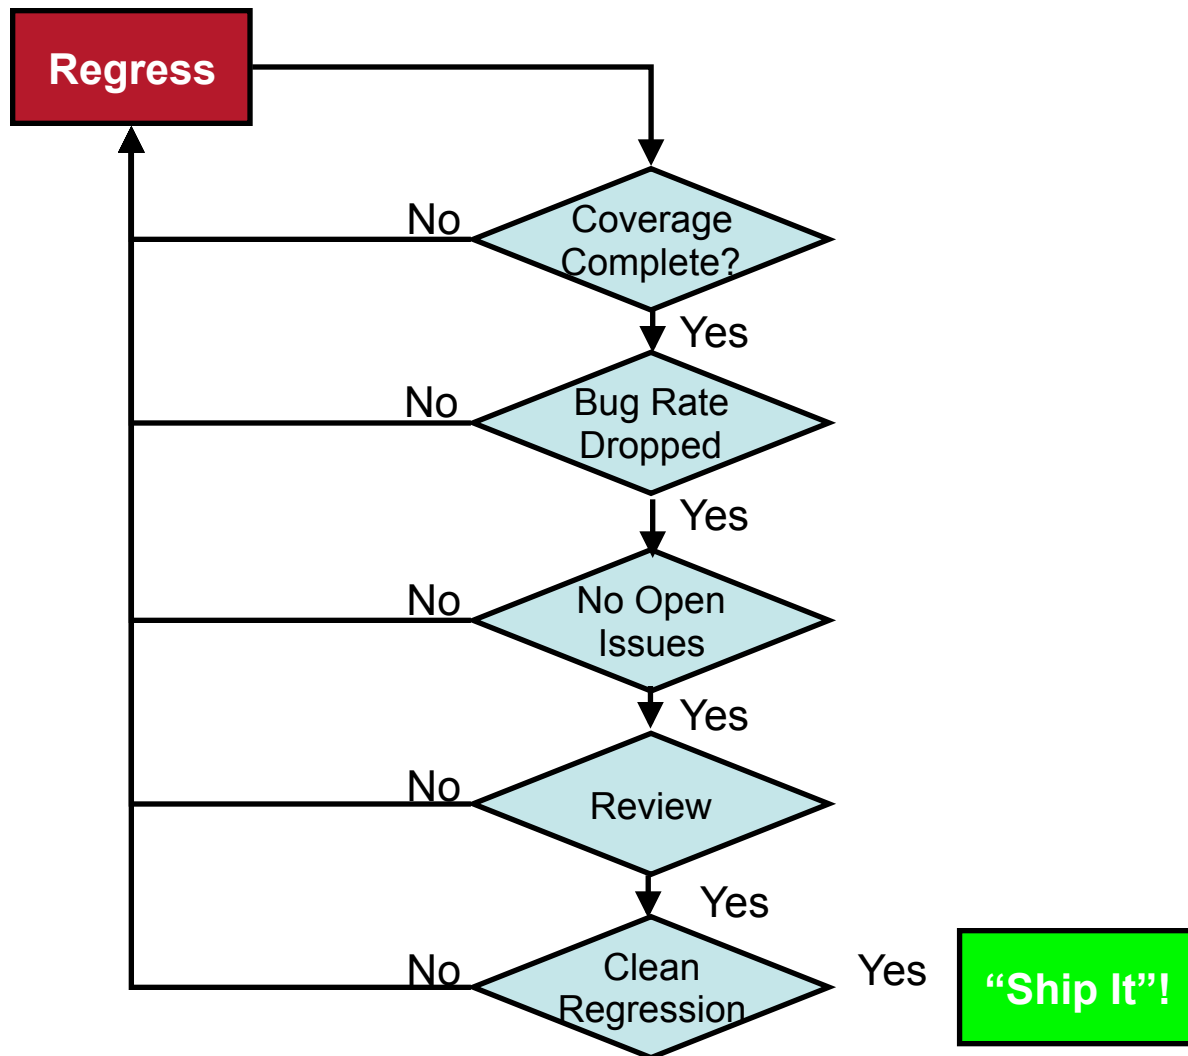 Regress
No
Coverage
Complete?
Yes
No
Bug Rate
Dropped
Yes
No
No Open
Issues
Yes
No
Review
Yes
No
Clean
Regression
Yes
“Ship It”!